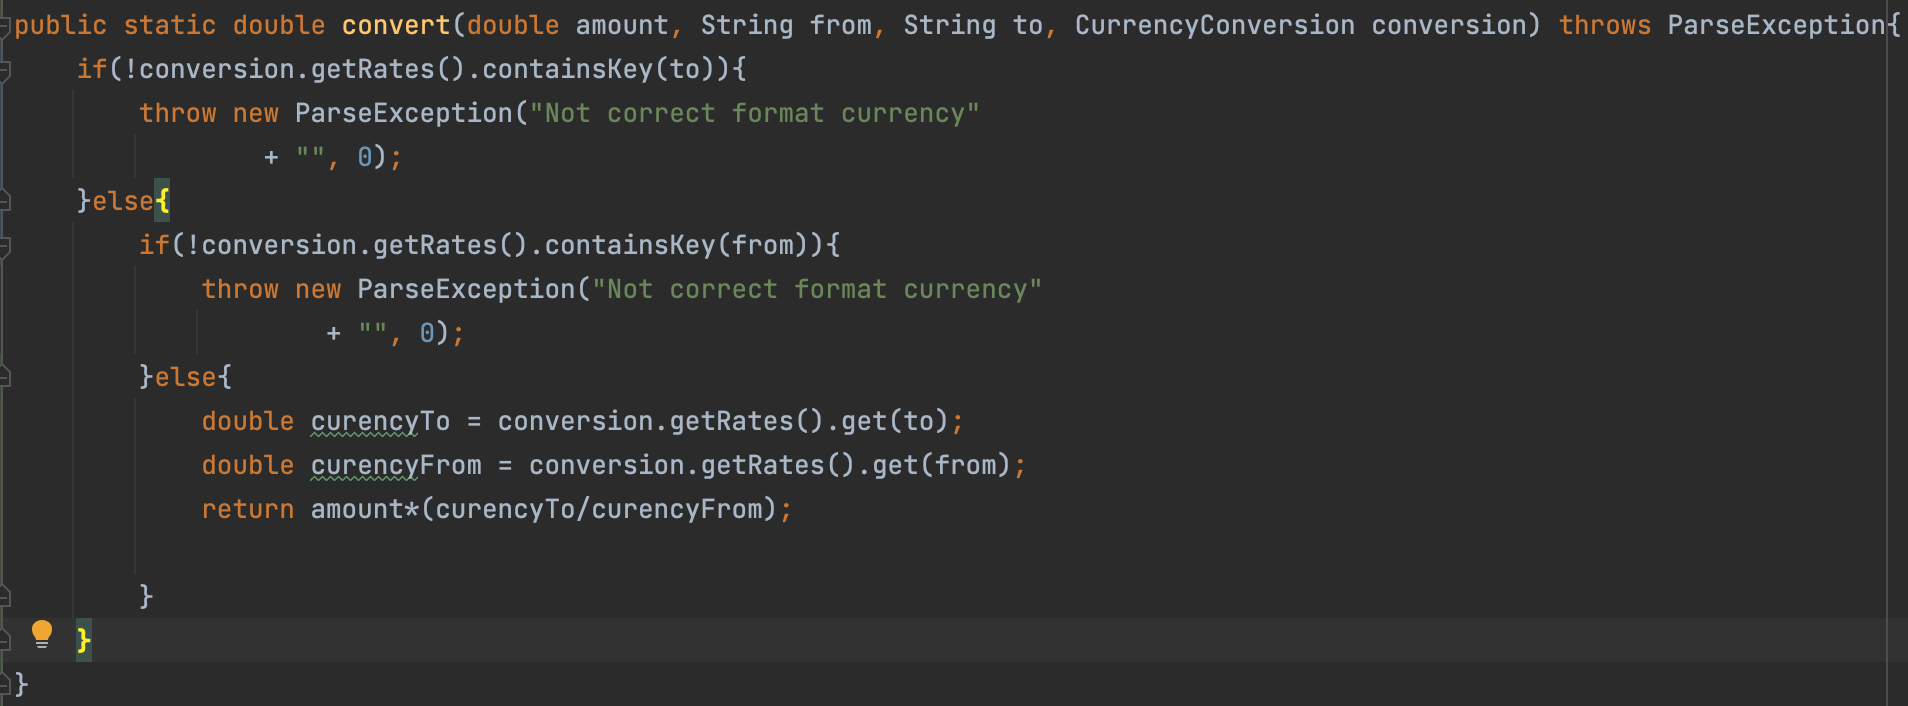 public static double convert(double amount, String from, String to, CurrencyConversion conversion) throws ParseException{
    if(!conversion.getRates().containsKey(to)){
        throw new ParseException("Not correct format currency"
                + "", 0);
    }else{
        if(!conversion.getRates().containsKey(from)){
            throw new ParseException("Not correct format currency"
                    + "", 0);
        }else{
            double curencyTo = conversion.getRates().get(to);
            double curencyFrom = conversion.getRates().get(from);
            return amount*(curencyTo/curencyFrom);

        }
    }
}